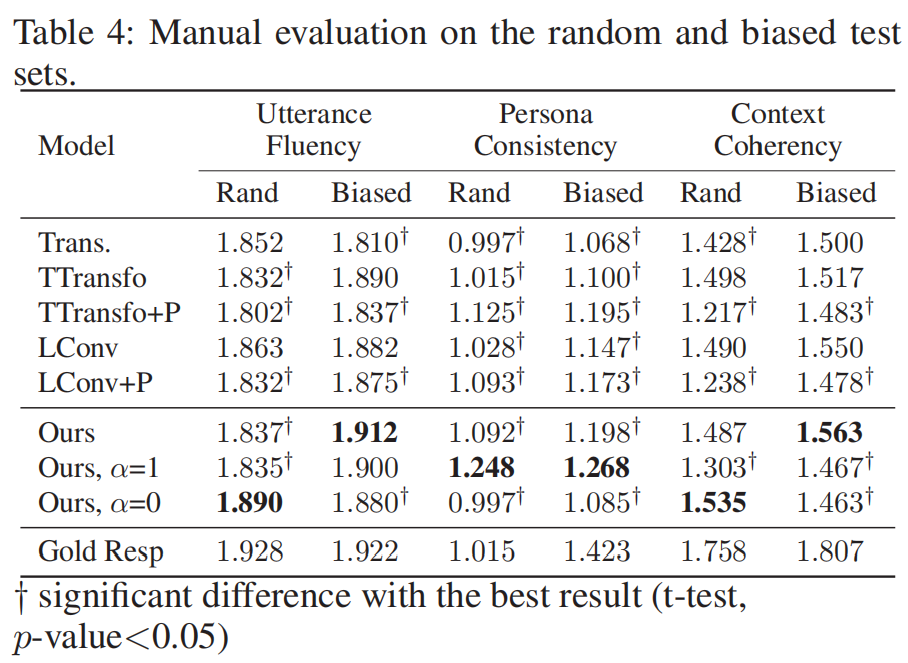 Table 4: Manual evaluation on the random and biased test
sets.
Utterance Persona Context
Model Fluency Consistency Coherency
Rand Biased Rand Biased Rand Biased
Trans. 1.852 1.810† 0.997† 1.068† 1.428† 1.500
TTransfo 1.832† 1.890 1.015† 1.100† 1.498 1.517
TTransfo+P 1.802† 1.837† 1.125† 1.195† 1.217† 1.483†
LConv 1.863 1.882 1.028† 1.147† 1.490 1.550
LConv+P 1.832† 1.875† 1.093† 1.173† 1.238† 1.478†
Ours 1.837† 1.912 1.092† 1.198† 1.487 1.563
Ours, α=1 1.835† 1.900 1.248 1.268 1.303† 1.467†
Ours, α=0 1.890 1.880† 0.997† 1.085† 1.535 1.463†
Gold Resp 1.928 1.922 1.015 1.423 1.758 1.807
† significant difference with the best result (t-test,
p-value<0.05)